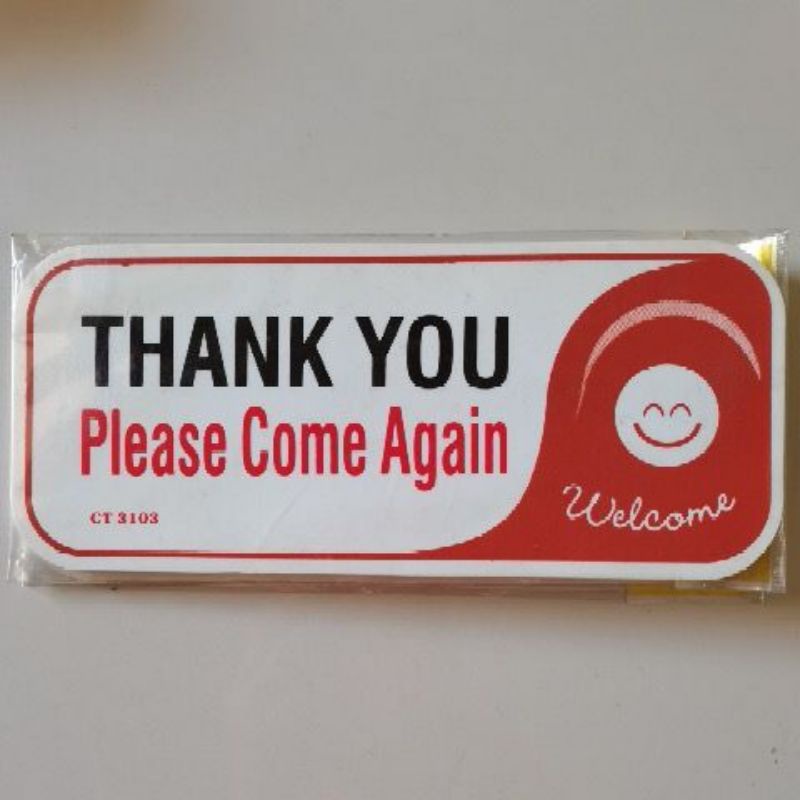 THANK YOU
Please Come Again
CT 3103
Welcome